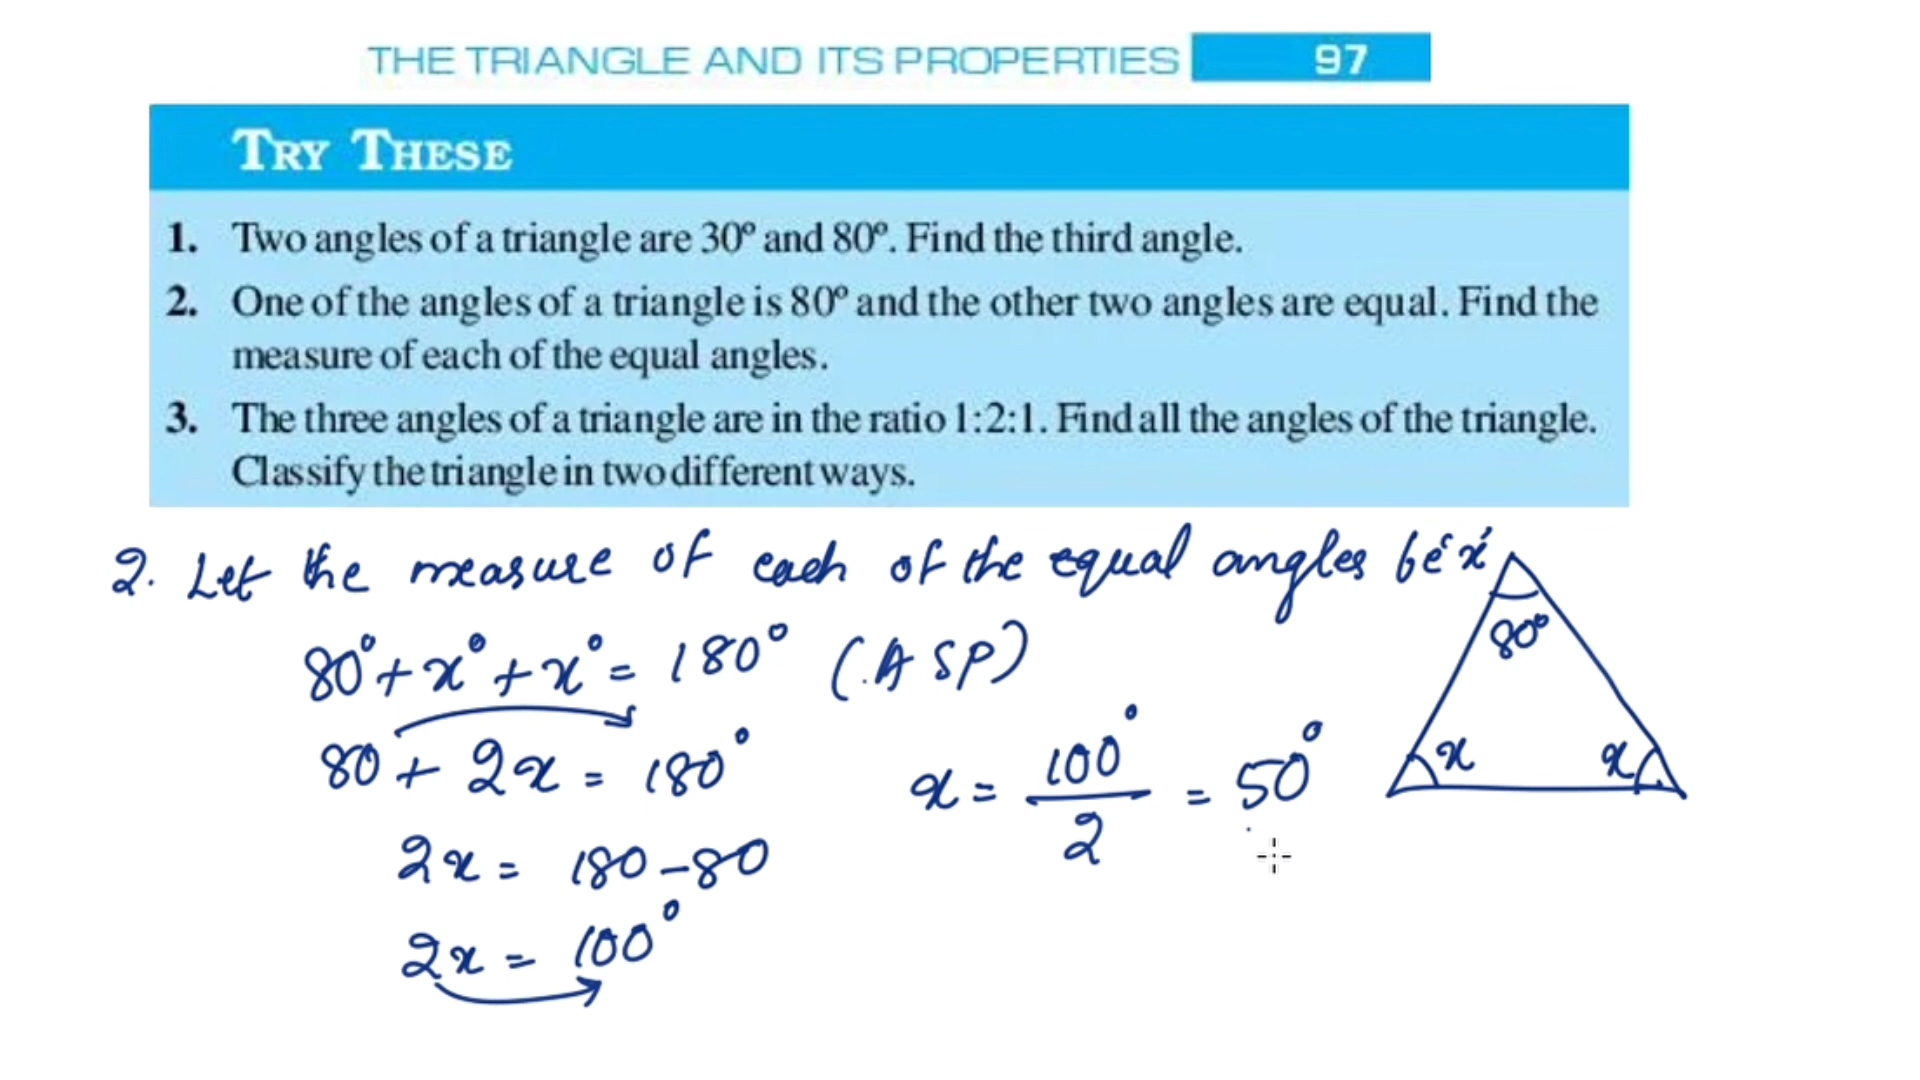 THE TRIANGLE AND ITS PROPERTIES 97
TRY THESE
1. Two angles of a triangle are 30º and 80º. Find the third angle.
2. One of the angles of a triangle is 80º and the other two angles are equal. Find the
measure of each of the equal angles.
3. The three angles of a triangle are in the ratio 1:2:1. Find all the angles of the triangle.
Classify the triangle in two different ways.
2. Let the measure of each of the equal angles be 'x'
80° + x° + x° = 180° (ASP)
80 + 2x = 180°
2x = 180 - 80
2x = 100°
x = 100°/2 = 50°
80°
x x